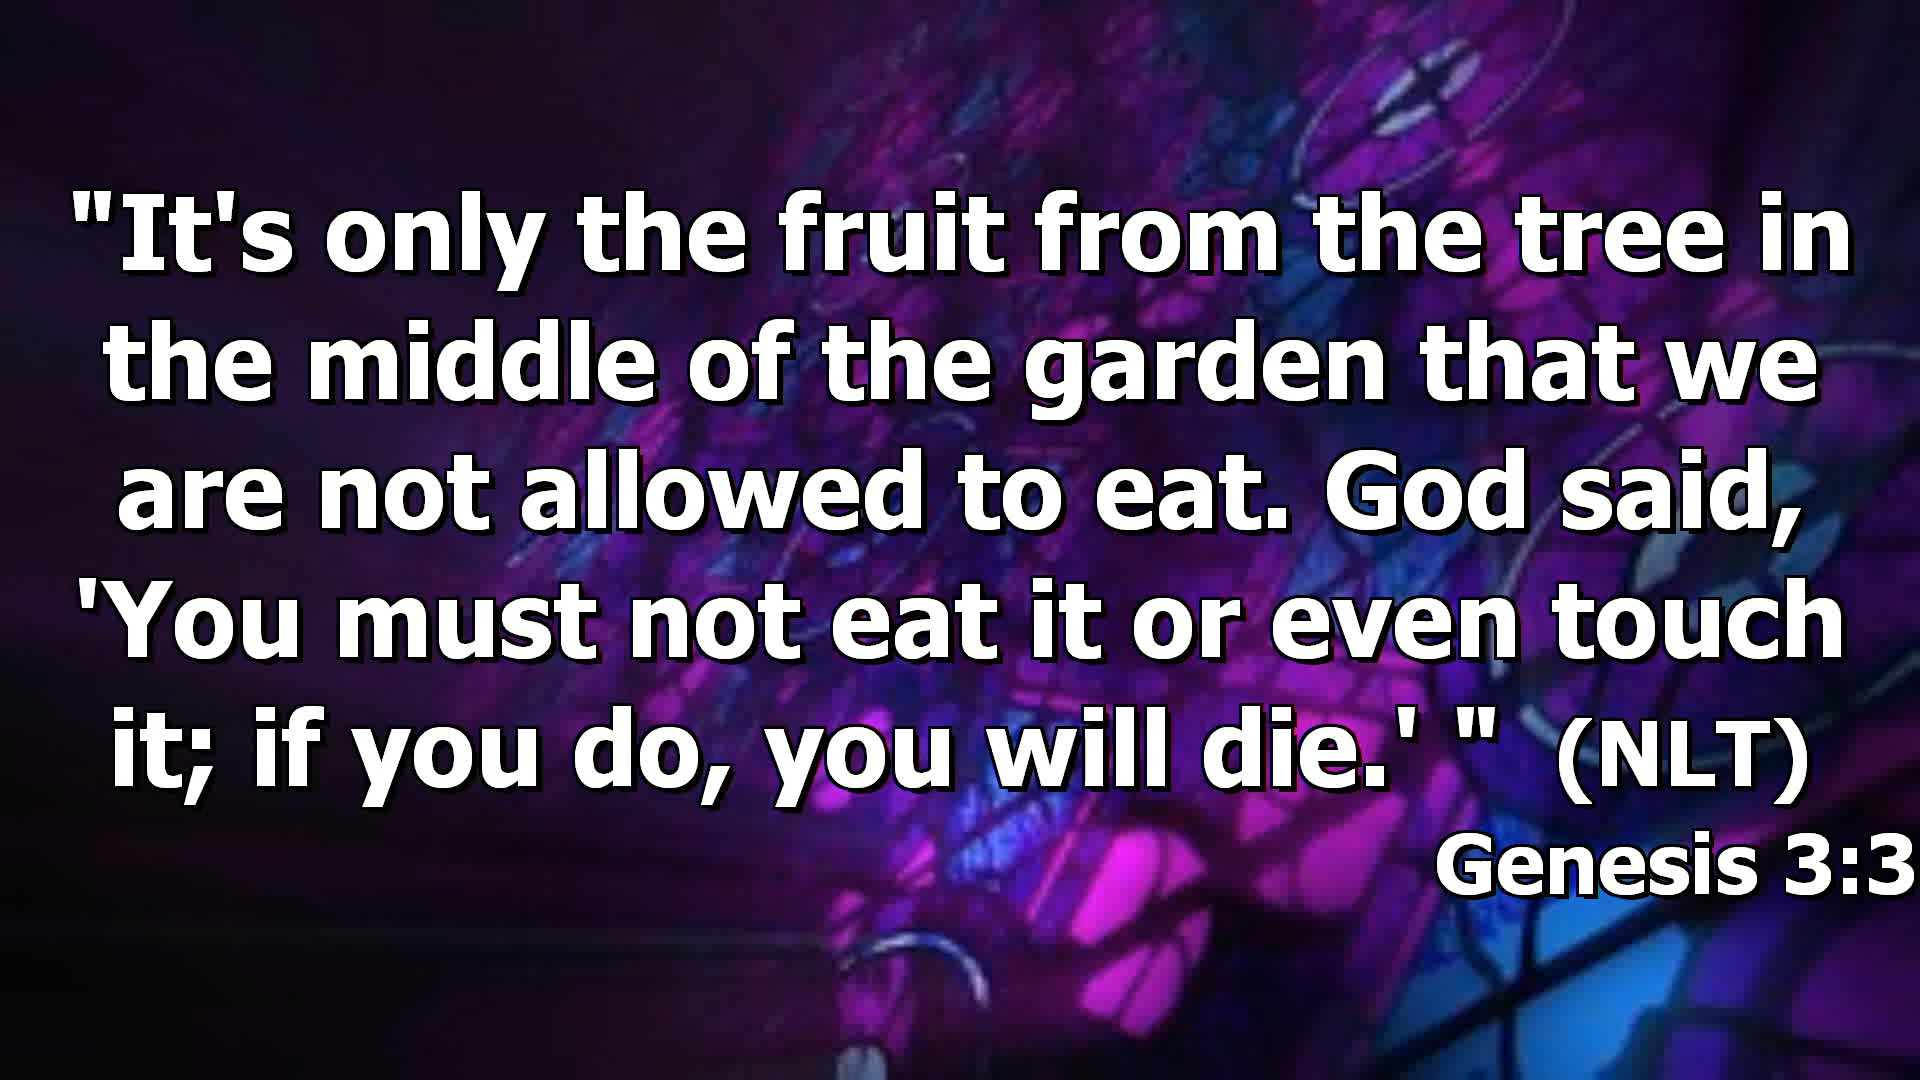 "It's only the fruit from the tree in
the middle of the garden that we
are not allowed to eat. God said,
'You must not eat it or even touch
it; if you do, you will die.' " (NLT)
Genesis 3:3